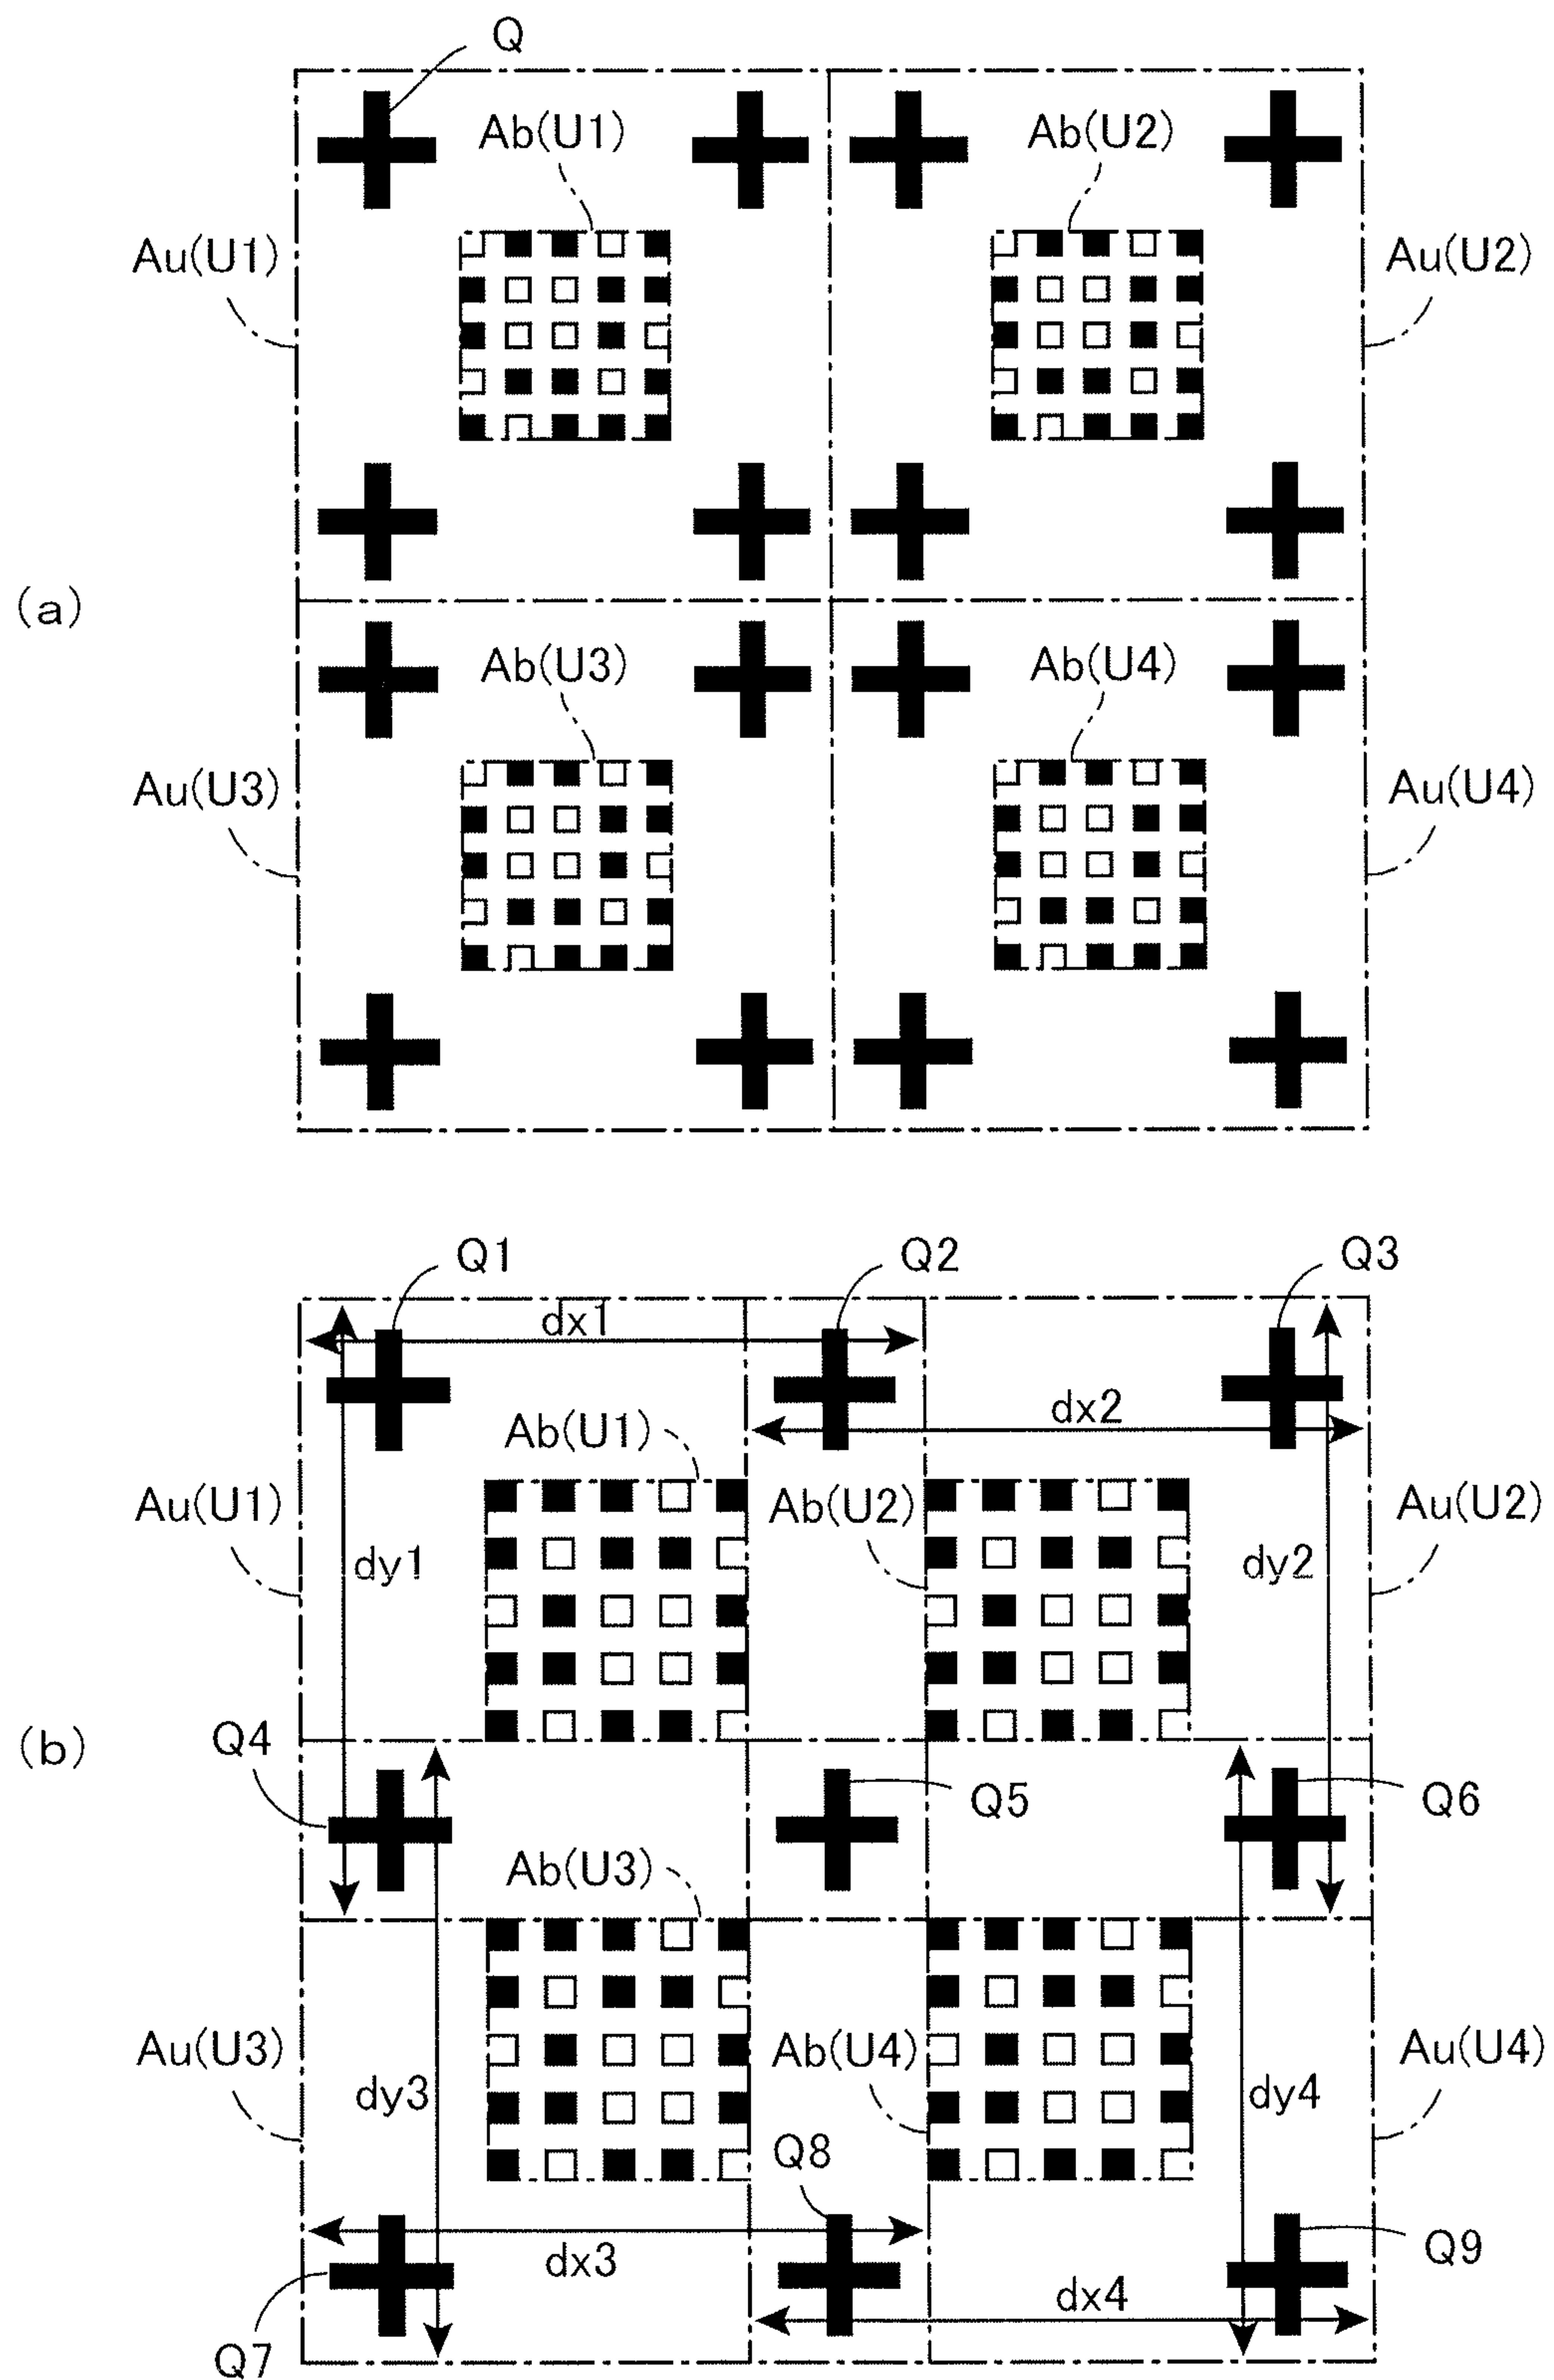 Q
Ab(U1)
Ab(U2)
Au(U1)
Au(U2)
(a)
Ab(U3)
Ab(U4)
Au(U3)
Au(U4)
Q1
Q2
Q3
dx1
dx2
Ab(U1)
Au(U1)
Ab(U2)
Au(U2)
dy1
dy2
(b)
Q4
Q5
Q6
Ab(U3)
Au(U3)
Ab(U4)
Au(U4)
dy3
dy4
Q8
dx3
Q9
dx4
Q7